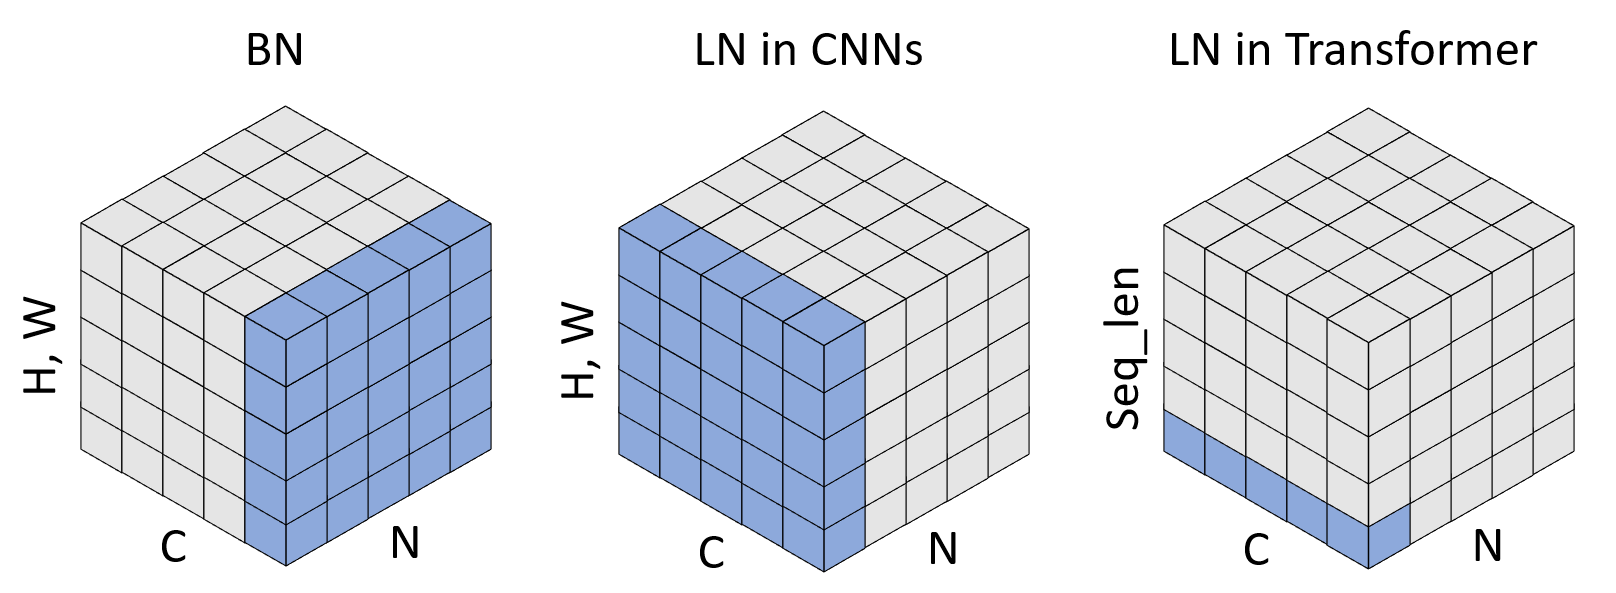 BN
LN in CNNs
LN in Transformer
H, W
C
N
H, W
C
N
Seq_len
C
N